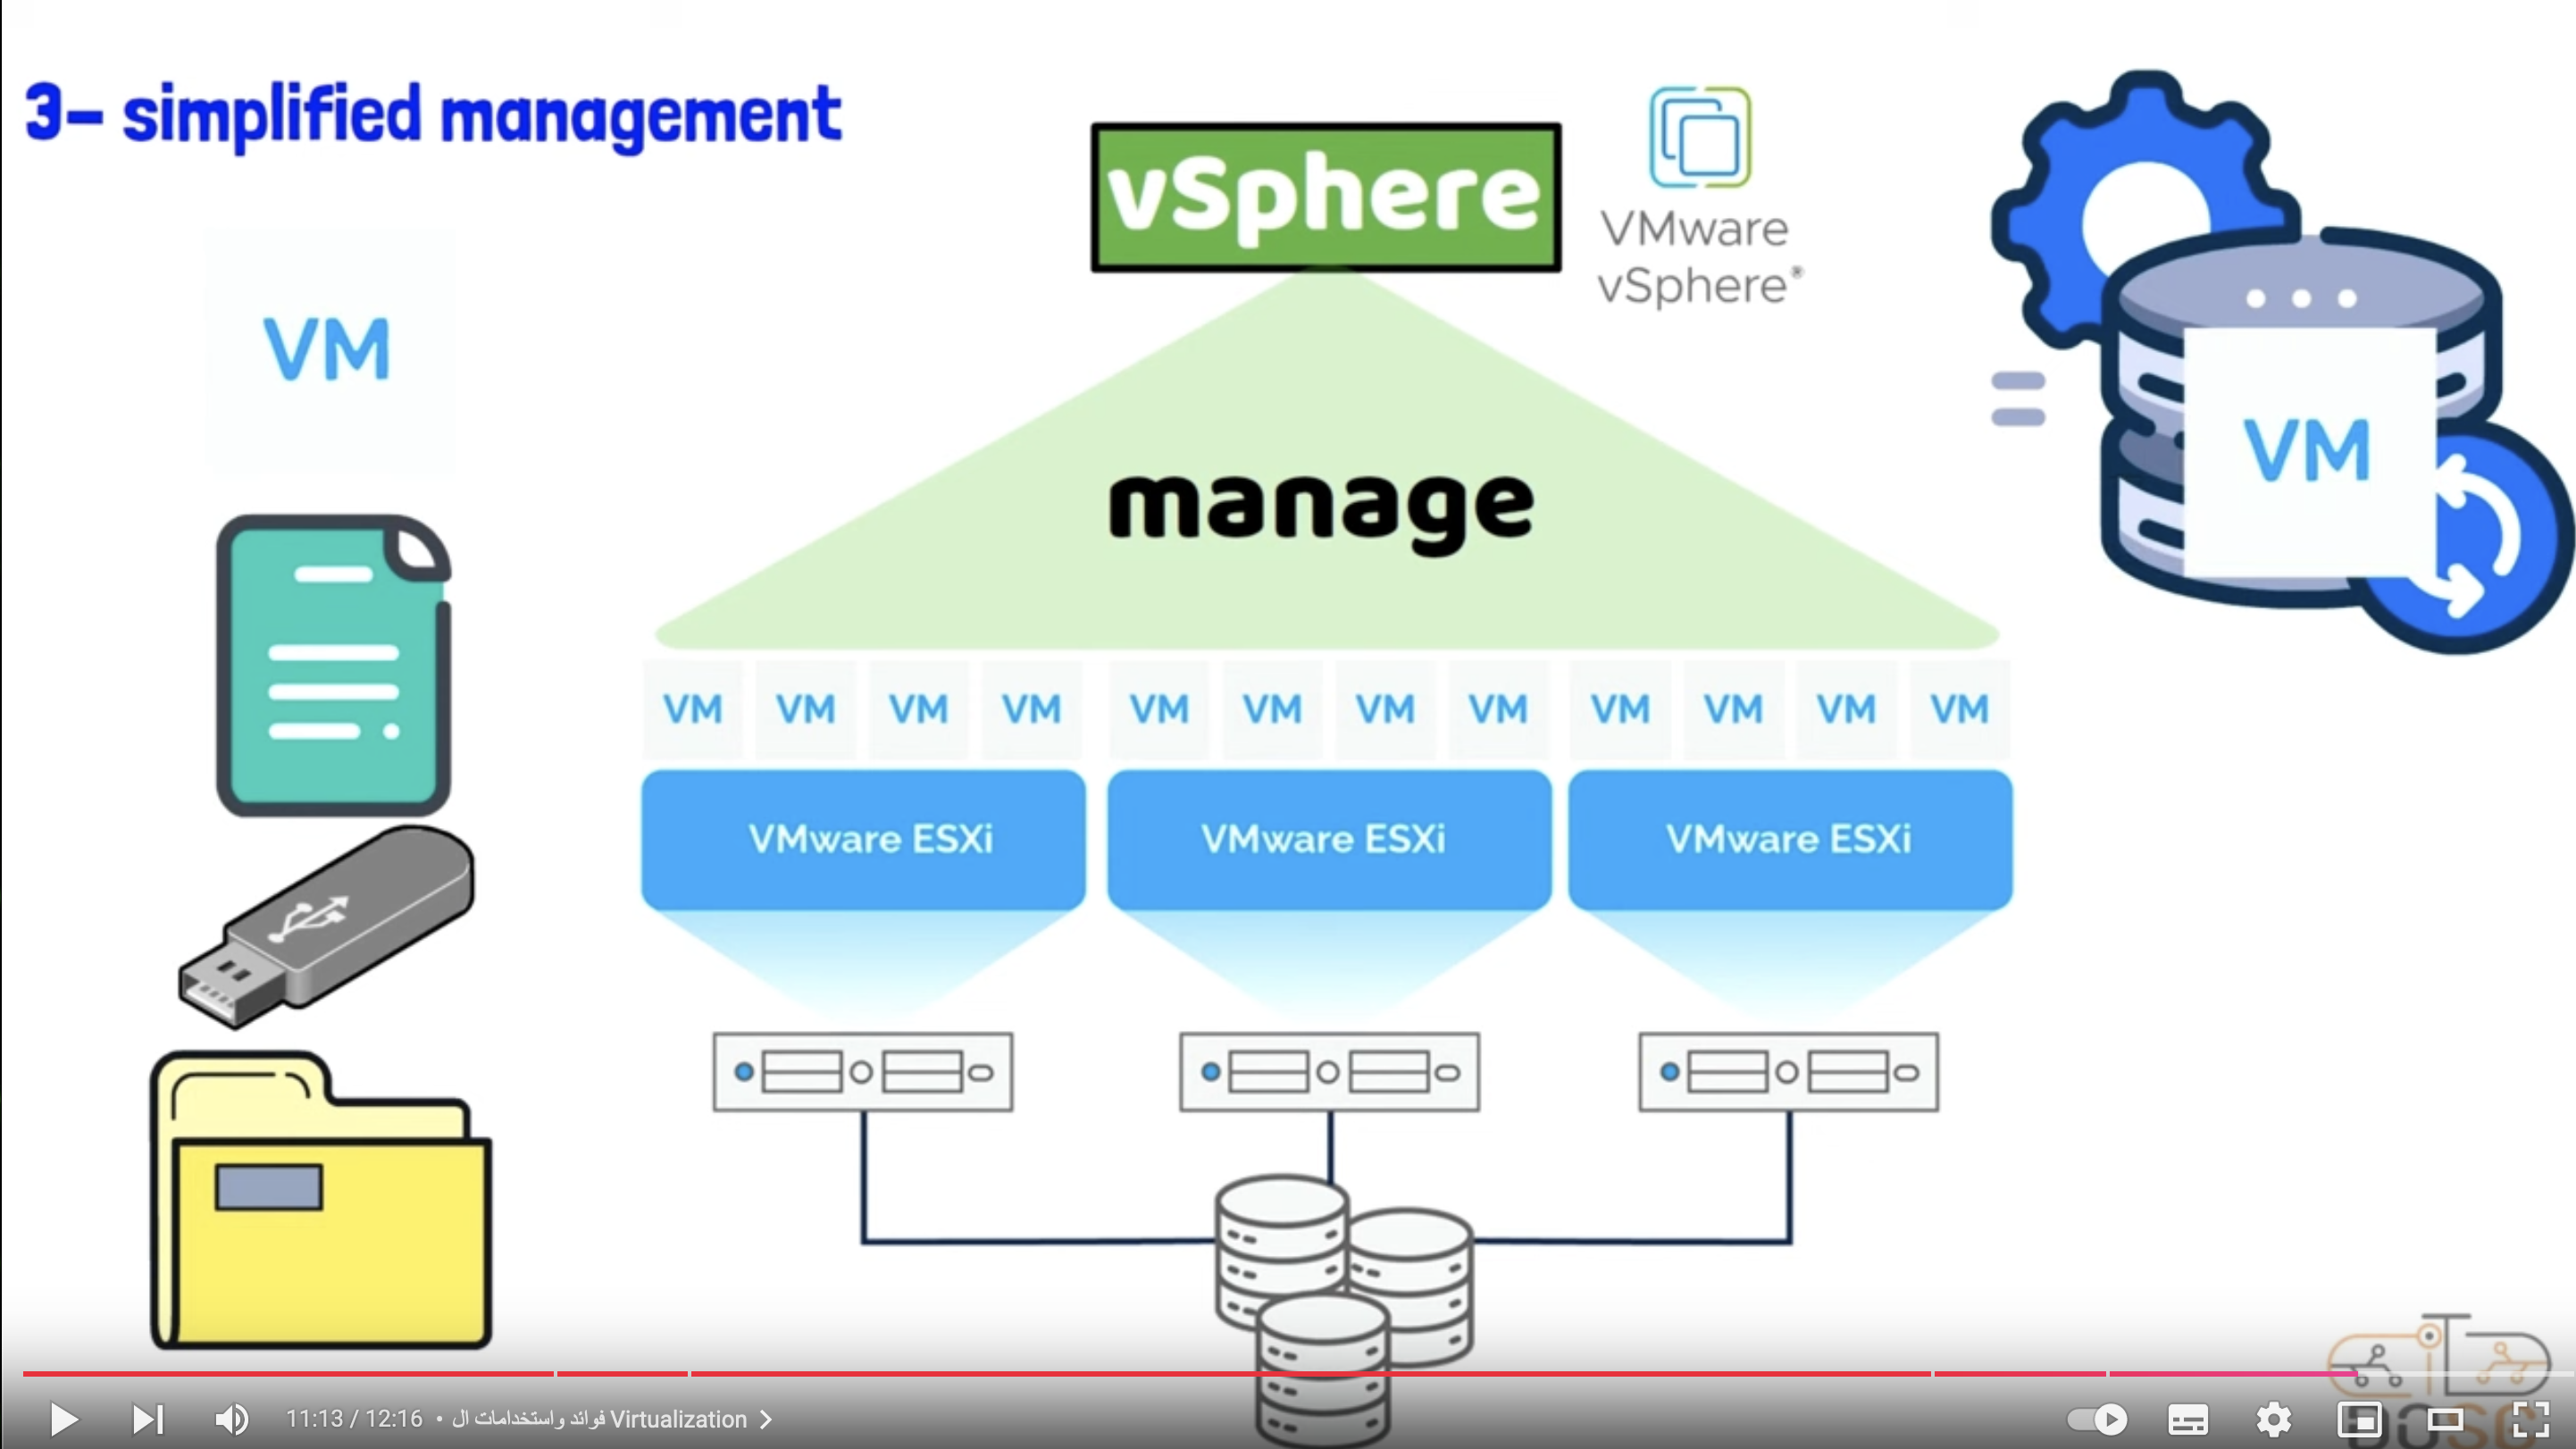 3- simplified management
vSphere
VMware
vSphere®
VM
VM
manage
VM VM VM VM VM VM VM VM VM VM VM VM
VMware ESXi VMware ESXi VMware ESXi
11:13 / 12:16 • فوائد واستخدامات ال Virtualization